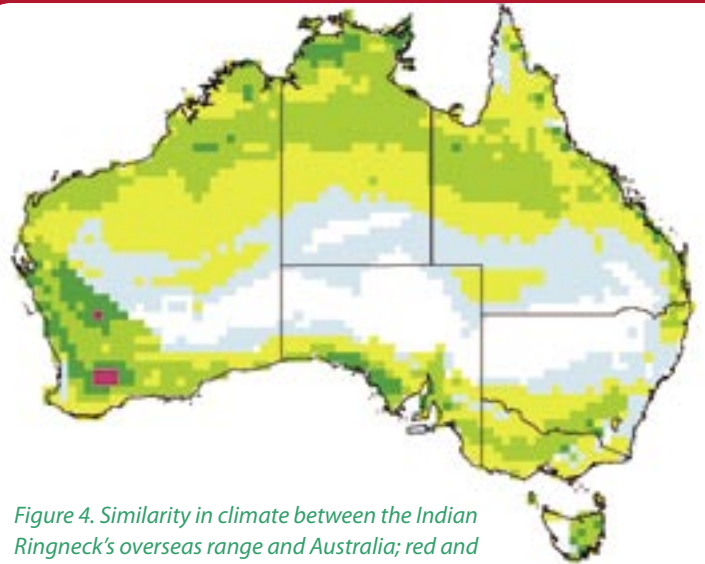 Figure 4. Similarity in climate between the Indian
Ringneck's overseas range and Australia; red and